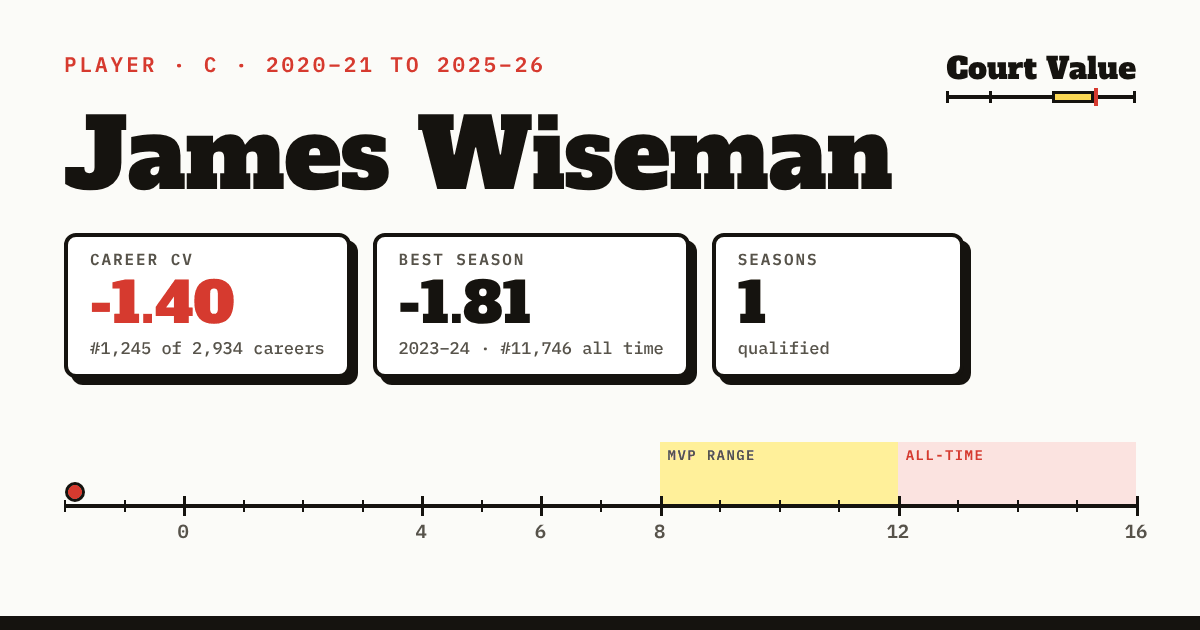 PLAYER · C · 2020–21 TO 2025–26
Court Value
James Wiseman
CAREER CV
-1.40
#1,245 of 2,934 careers
BEST SEASON
-1.81
2023–24 · #11,746 all time
SEASONS
1
qualified
MVP RANGE
ALL-TIME
0 4 6 8 12 16